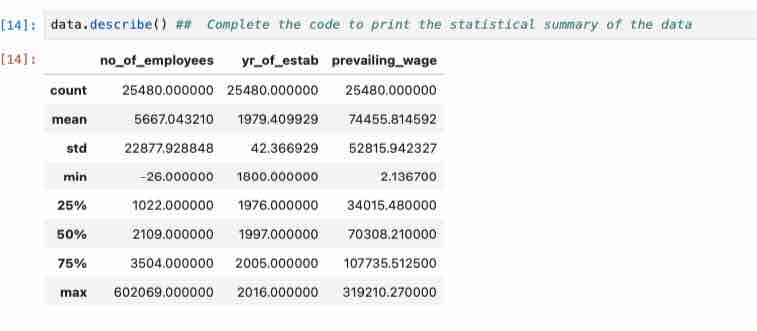 [14]: data.describe() ## Complete the code to print the statistical summary of the data
[14]: no_of_employees yr_of_estab prevailing_wage
count 25480.000000 25480.000000 25480.000000
mean 5667.043210 1979.409929 74455.814592
std 22877.928848 42.366929 52815.942327
min -26.000000 1800.000000 2.136700
25% 1022.000000 1976.000000 34015.480000
50% 2109.000000 1997.000000 70308.210000
75% 3504.000000 2005.000000 107735.512500
max 602069.000000 2016.000000 319210.270000